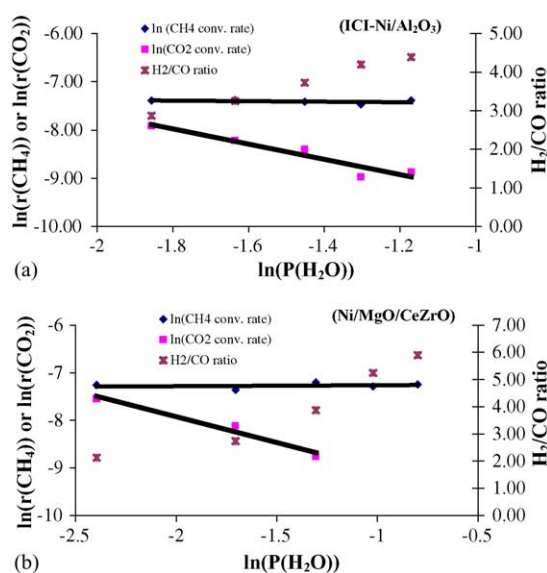 ln (CH4 conv. rate)
ln(CO2 conv. rate)
H2/CO ratio
(ICI-Ni/Al2O3)
ln(r(CH4)) or ln(r(CO2)
H2/CO ratio
-6.00
-7.00
-8.00
-9.00
-10.00
5.00
4.00
3.00
2.00
1.00
0.00
-2
-1.8
-1.6
-1.4
-1.2
-1
ln(P(H2O))
(a)
ln(CH4 conv. rate)
ln(CO2 conv. rate)
H2/CO ratio
(Ni/MgO/CeZrO)
ln(r(CH4)) or ln(r(CO2)
H2/CO ratio
-6
-7
-8
-9
-10
7.00
6.00
5.00
4.00
3.00
2.00
1.00
0.00
-2.5
-2
-1.5
-1
-0.5
ln(P(H2O))
(b)